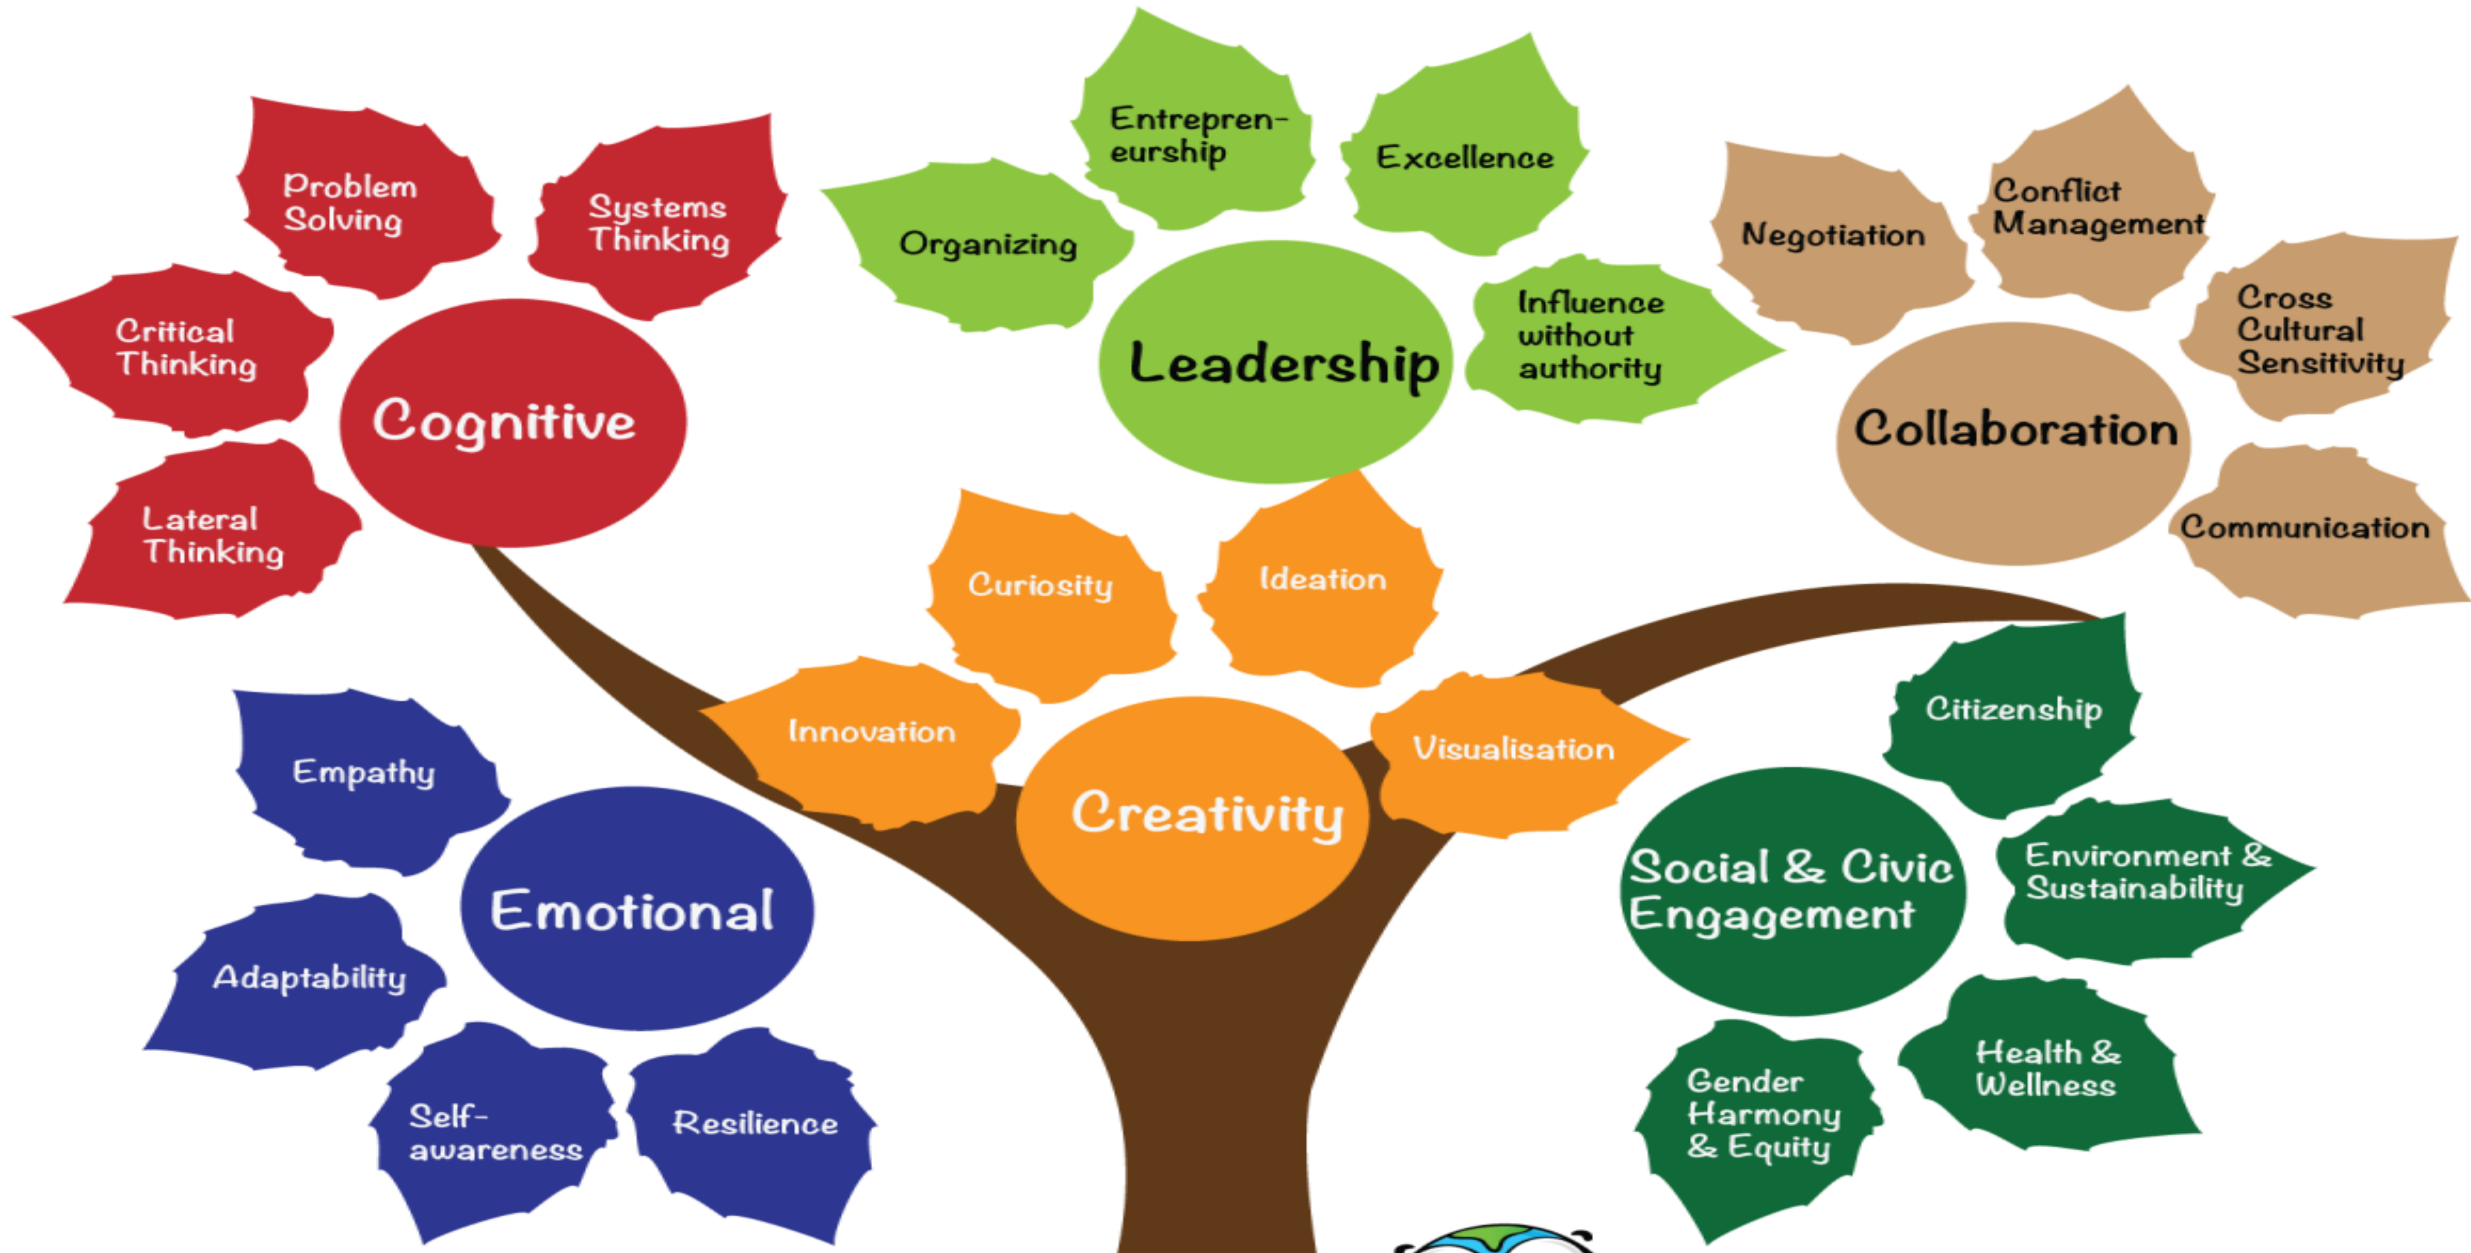 Problem
Solving
Systems
Thinking
Critical
Thinking
Lateral
Thinking
Cognitive
Entrepren-
eurship
Excellence
Organizing
Influence
without
authority
Leadership
Negotiation
Conflict
Management
Cross
Cultural
Sensitivity
Communication
Collaboration
Curiosity
Ideation
Innovation
Visualisation
Creativity
Empathy
Adaptability
Self-
awareness
Resilience
Emotional
Citizenship
Environment &
Sustainability
Health &
Wellness
Gender
Harmony
& Equity
Social & Civic
Engagement